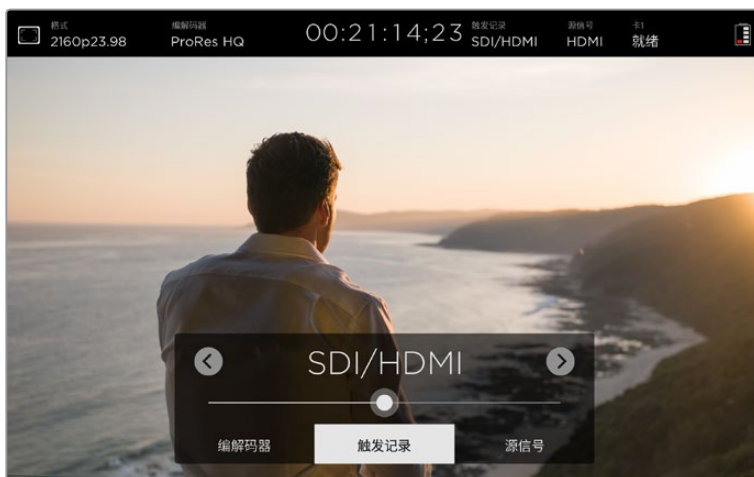 格式 编解码器 触发记录 源信号 卡1
2160p23.98 ProRes HQ 00:21:14;23 SDI/HDMI HDMI 就绪
SDI/HDMI
编解码器 触发记录 源信号